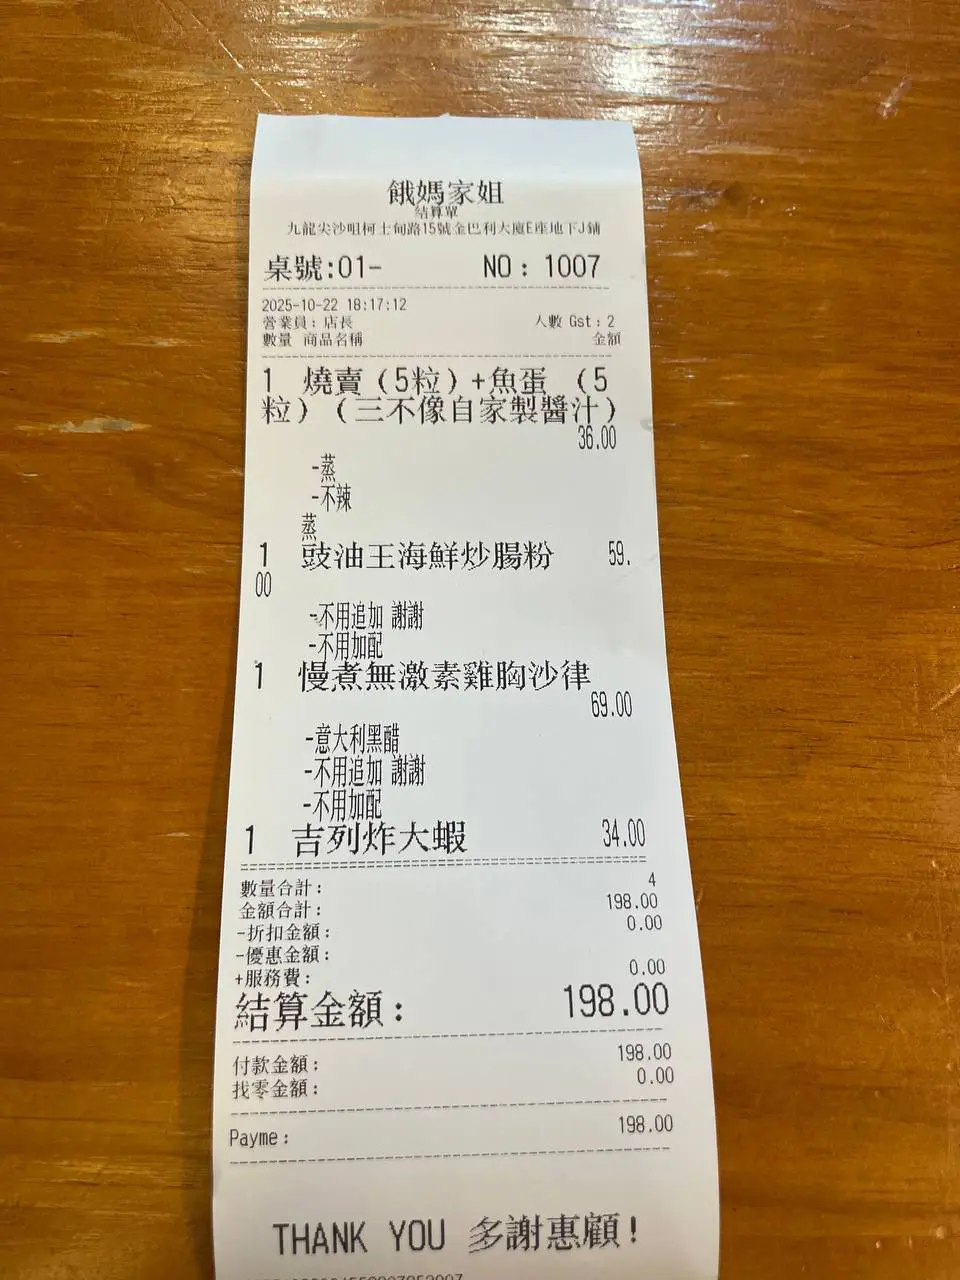 餓媽家姐
結算單
九龍尖沙咀柯士甸路15號金巴利大廈E座地下J鋪
桌號:01- NO: 1007
2025-10-22 18:17:12
營業員:店長 人數 Gst:2
數量 商品名稱 金額
1 燒賣(5粒)+魚蛋 (5
粒)(三不像自家製醬汁)
36.00
-蒸
-不辣
蒸
1 豉油王海鮮炒腸粉 59.
00
-不用追加 謝謝
-不用加配
1 慢煮無激素雞胸沙律
69.00
-意大利黑醋
-不用追加 謝謝
-不用加配
1 吉列炸大蝦 34.00
數量合計: 4
金額合計: 198.00
-折扣金額: 0.00
-優惠金額:
+服務費: 0.00
結算金額: 198.00
付款金額: 198.00
找零金額: 0.00
Payme: 198.00
THANK YOU 多謝惠顧!